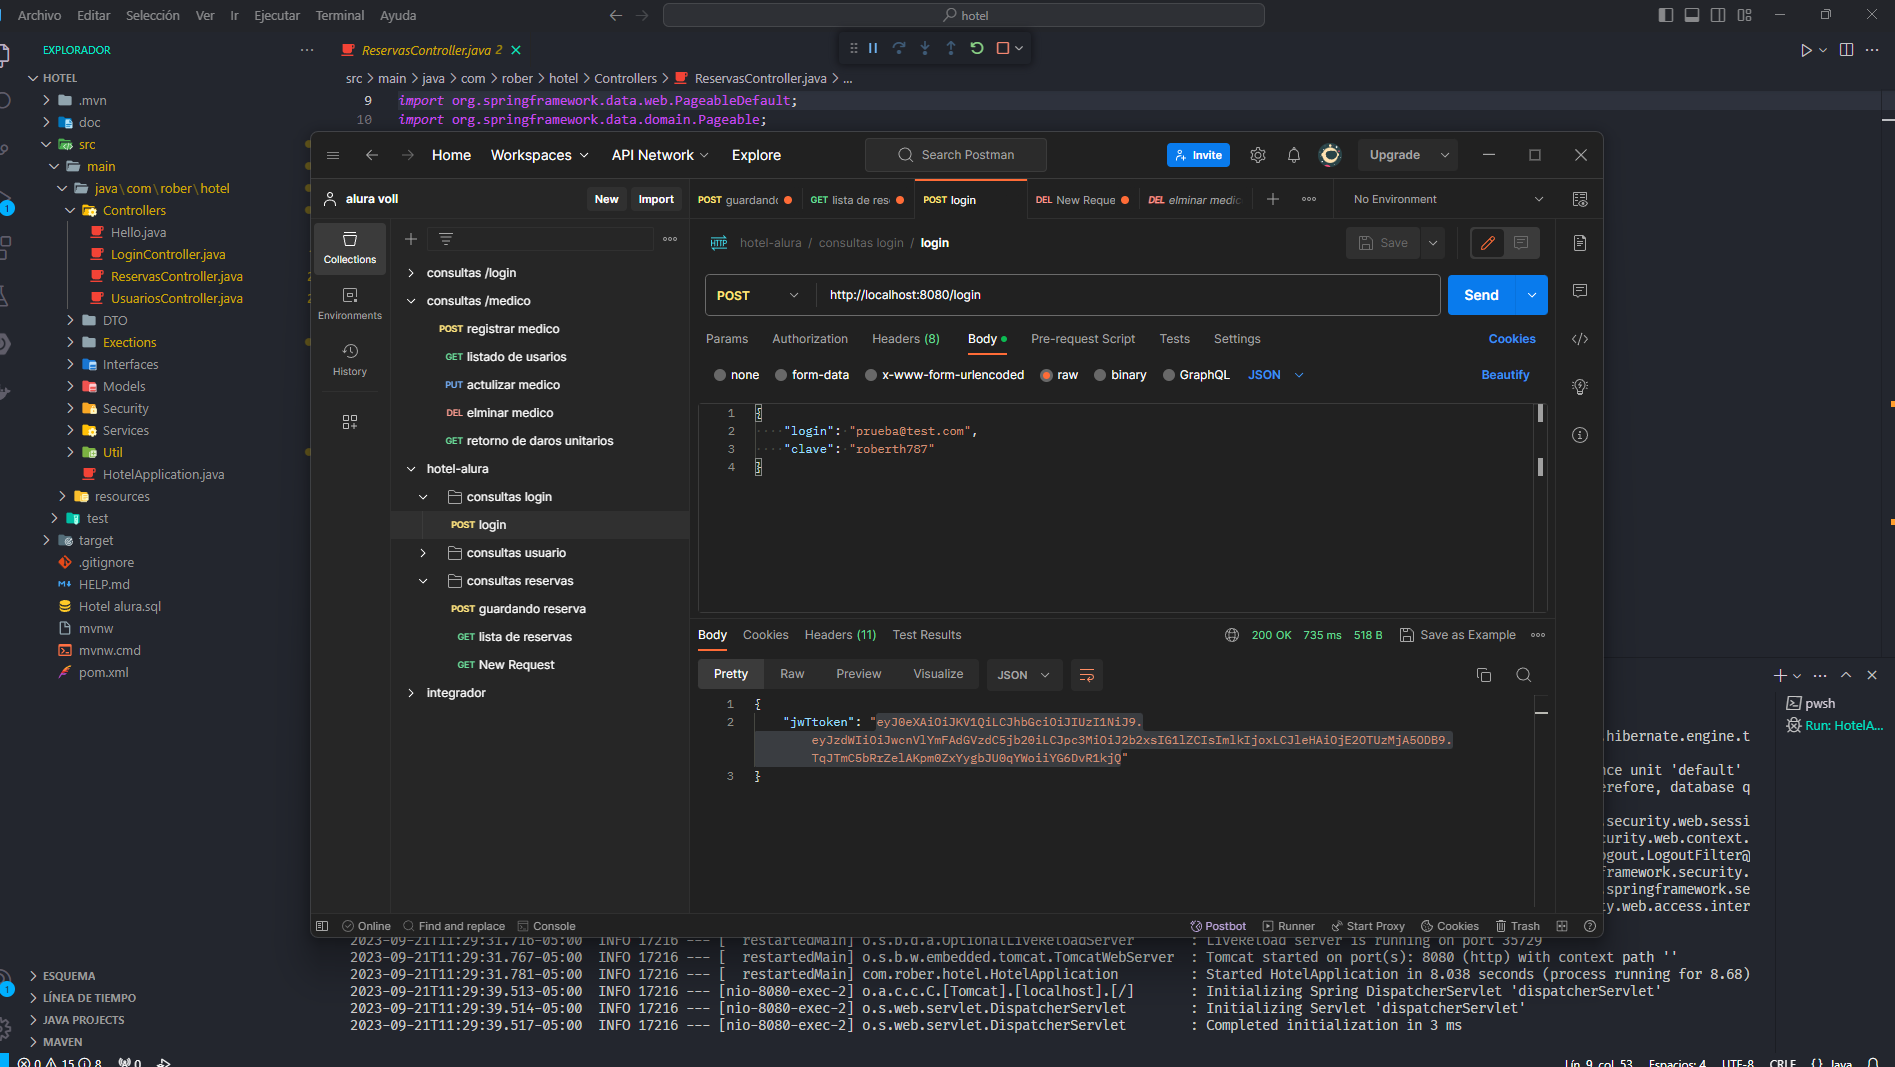 Archivo Editar Selección Ver Ir Ejecutar Terminal Ayuda
hotel
EXPLORADOR
ReservasController.java 2
HOTEL
src > main > java > com > rober > hotel > Controllers > ReservasController.java > ...
.mvn
doc
src
main
java\com\rober\hotel
Controllers
Hello.java
LoginController.java
ReservasController.java
UsuariosController.java
DTO
Exections
Interfaces
Models
Security
Services
Util
HotelApplication.java
resources
test
target
.gitignore
HELP.md
Hotel alura.sql
mvnw
mvnw.cmd
pom.xml
ESQUEMA
LÍNEA DE TIEMPO
JAVA PROJECTS
MAVEN
9 import org.springframework.data.web.PageableDefault;
10 import org.springframework.data.domain.Pageable;
Home Workspaces API Network Explore
Search Postman
Invite
Upgrade
alura voll
New Import
POST guardando
GET lista de res
POST login
DEL New Reque
DEL elminar medic
No Environment
Collections
Environments
History
consultas /login
consultas /medico
POST registrar medico
GET listado de usarios
PUT actulizar medico
DEL elminar medico
GET retorno de daros unitarios
hotel-alura
consultas login
POST login
consultas usuario
consultas reservas
POST guardando reserva
GET lista de reservas
GET New Request
integrador
HTTP hotel-alura / consultas login / login
Save
POST http://localhost:8080/login
Send
Params Authorization Headers (8) Body Pre-request Script Tests Settings Cookies
none form-data x-www-form-urlencoded raw binary GraphQL JSON Beautify
1 {
2 "login": "prueba@test.com",
3 "clave": "roberth787"
4 }
Body Cookies Headers (11) Test Results
200 OK 735 ms 518 B Save as Example
Pretty Raw Preview Visualize JSON
1 {
2 "jwTtoken": "eyJ0eXAiOiJKV1QiLCJhbGciOiJIUzI1NiJ9.
eyJzdWIiOiJwcnVlYmFAdGVzdC5jb20iLCJpc3MiOiJ2b2xsIG1lZCIsImlkIjoxLCJleHAiOjE2OTUzMjA5ODB9.
TqJTmC5bRrZelAKpm0ZxYygbJU0qYWoiiYG6DvR1kjQ"
3 }
Online Find and replace Console
Postbot Runner Start Proxy Cookies Trash
pwsh
Run: HotelA...
.hibernate.engine.t
nce unit 'default'
erefore, database q
.security.web.sessi
curity.web.context.
ogout.LogoutFilter@
framework.security.
.springframework.se
ty.web.access.inter
2023-09-21T11:29:31.716-05:00 INFO 17216 --- [ restartedMain] o.s.b.d.a.OptionalLiveReloadServer : LiveReload server is running on port 35729
2023-09-21T11:29:31.767-05:00 INFO 17216 --- [ restartedMain] o.s.b.w.embedded.tomcat.TomcatWebServer : Tomcat started on port(s): 8080 (http) with context path ''
2023-09-21T11:29:31.781-05:00 INFO 17216 --- [ restartedMain] com.rober.hotel.HotelApplication : Started HotelApplication in 8.038 seconds (process running for 8.68)
2023-09-21T11:29:39.513-05:00 INFO 17216 --- [nio-8080-exec-2] o.a.c.c.C.[Tomcat].[localhost].[/] : Initializing Spring DispatcherServlet 'dispatcherServlet'
2023-09-21T11:29:39.514-05:00 INFO 17216 --- [nio-8080-exec-2] o.s.web.servlet.DispatcherServlet : Initializing Servlet 'dispatcherServlet'
2023-09-21T11:29:39.517-05:00 INFO 17216 --- [nio-8080-exec-2] o.s.web.servlet.DispatcherServlet : Completed initialization in 3 ms
0 15 8 0
Lín. 9, col. 53 Espacios: 4 UTF-8 CRLF {} Java